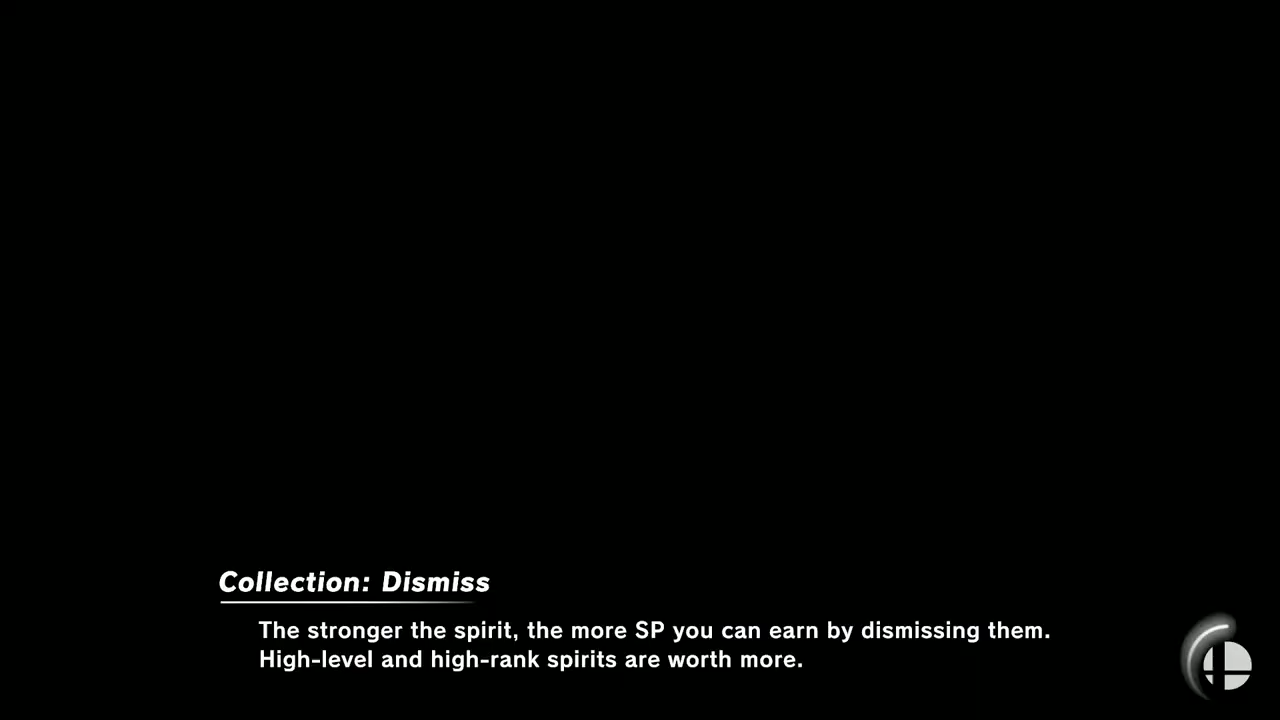 Collection: Dismiss
The stronger the spirit, the more SP you can earn by dismissing them.
High-level and high-rank spirits are worth more.